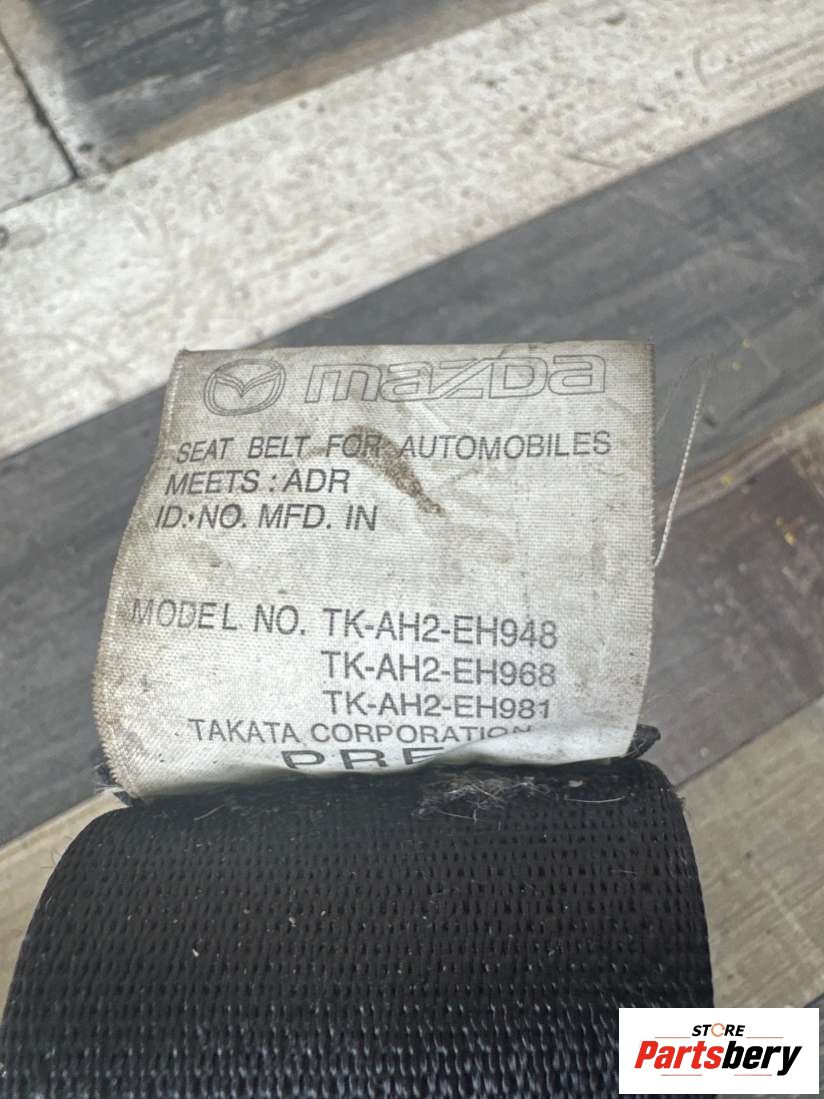 mazda
SEAT BELT FOR AUTOMOBILES
MEETS : ADR
ID. NO. MFD. IN
MODEL NO. TK-AH2-EH948
TK-AH2-EH968
TK-AH2-EH981
TAKATA CORPORATION
STORE
Partsbery